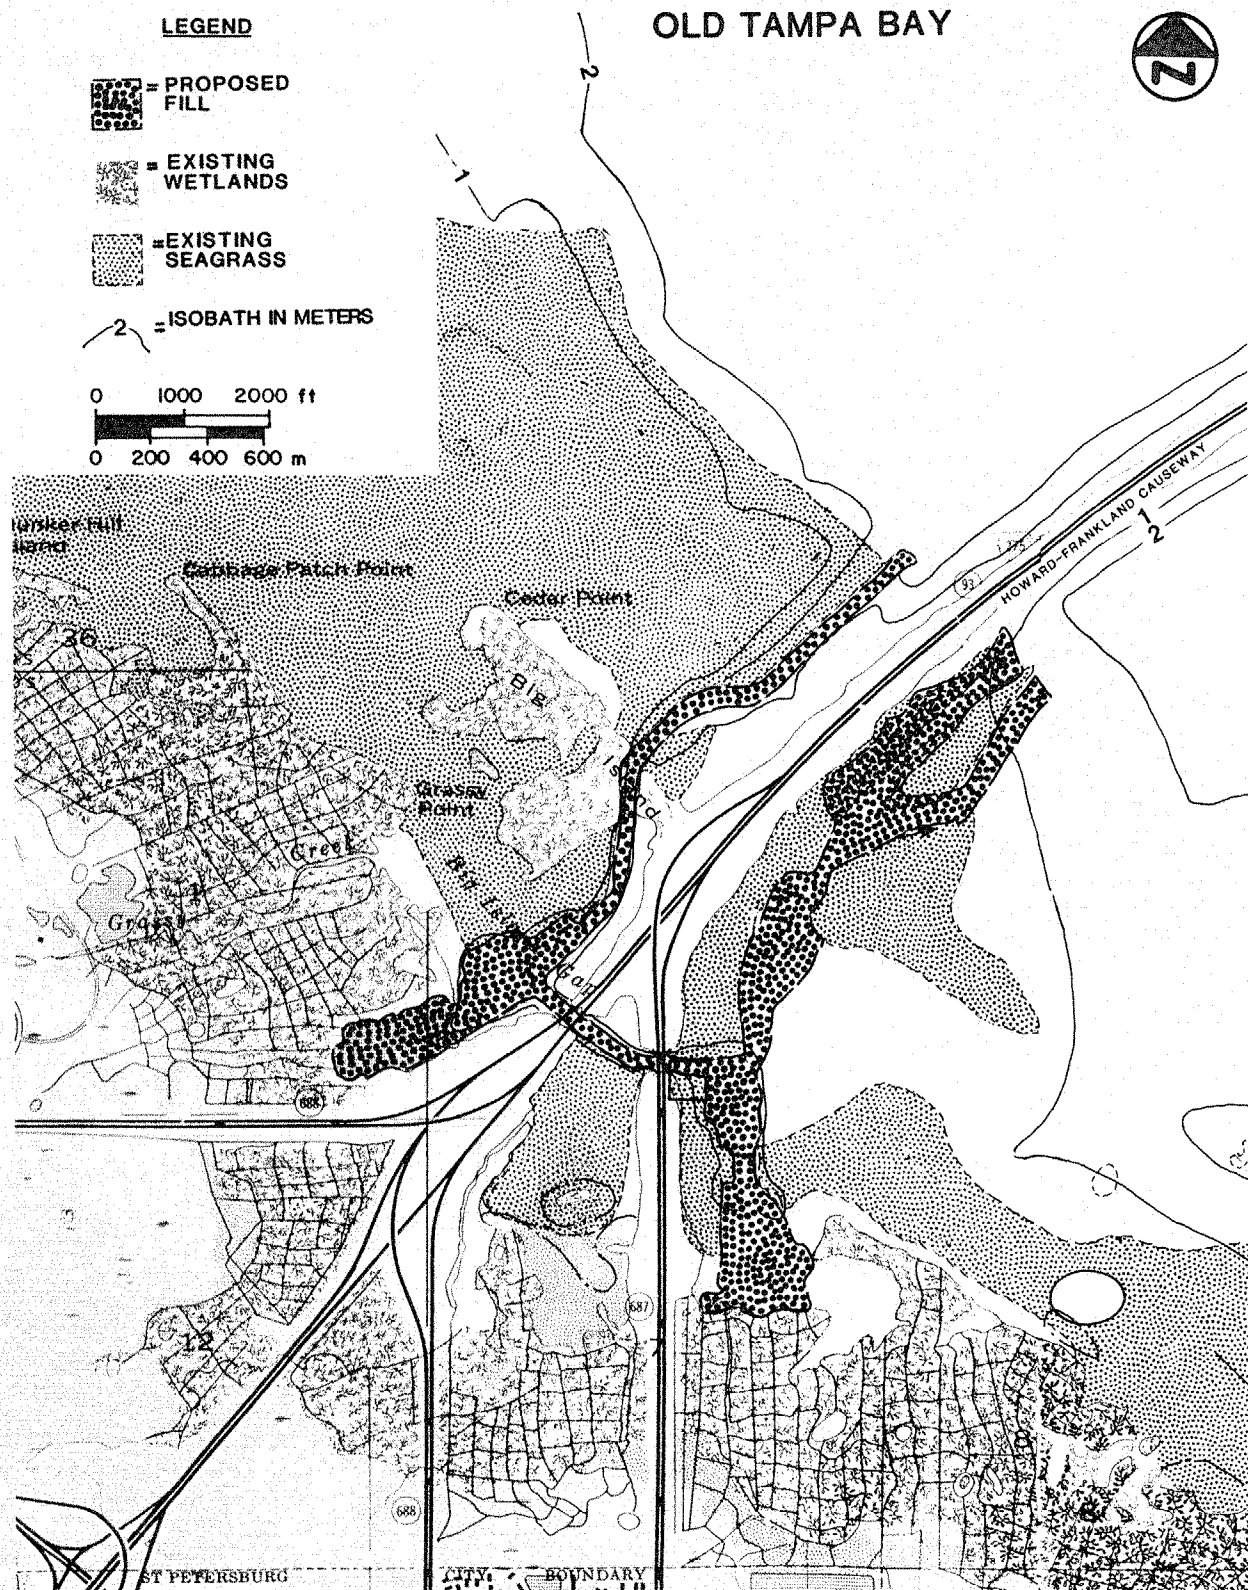 LEGEND
OLD TAMPA BAY
N
= PROPOSED
FILL
= EXISTING
WETLANDS
=EXISTING
SEAGRASS
2 = ISOBATH IN METERS
0 1000 2000 ft
0 200 400 600 m
2
1
Cabbage Patch Point
Cedar Point
36
Big
Island
Grassy
Point
Creek
HOWARD-FRANKLAND CAUSEWAY
1
2
93
688
12
687
688
ST PETERSBURG CITY BOUNDARY